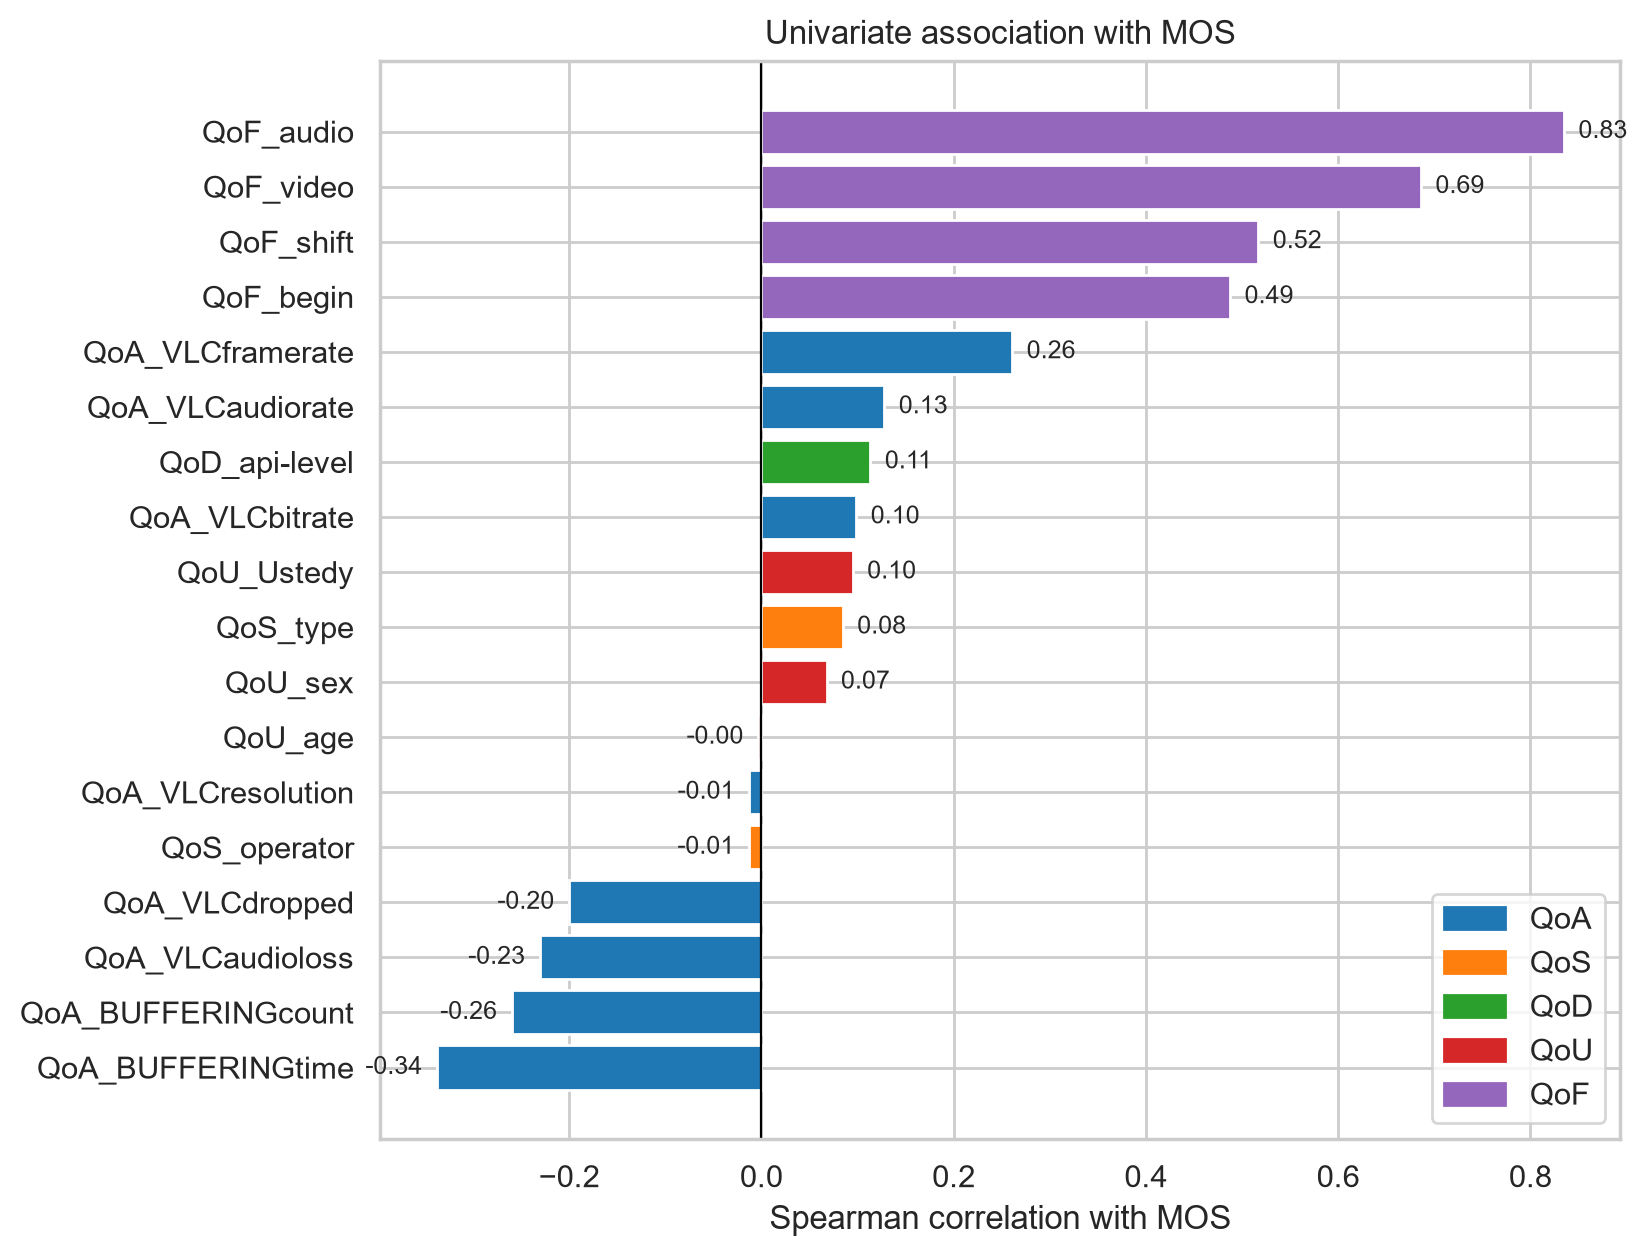 Univariate association with MOS
QoF_audio 0.83
QoF_video 0.69
QoF_shift 0.52
QoF_begin 0.49
QoA_VLCframerate 0.26
QoA_VLCaudiorate 0.13
QoD_api-level 0.11
QoA_VLCbitrate 0.10
QoU_Ustedy 0.10
QoS_type 0.08
QoU_sex 0.07
QoU_age -0.00
QoA_VLCresolution -0.01
QoS_operator -0.01
QoA_VLCdropped -0.20
QoA_VLCaudioloss -0.23
QoA_BUFFERINGcount -0.26
QoA_BUFFERINGtime -0.34
QoA
QoS
QoD
QoU
QoF
−0.2 0.0 0.2 0.4 0.6 0.8
Spearman correlation with MOS